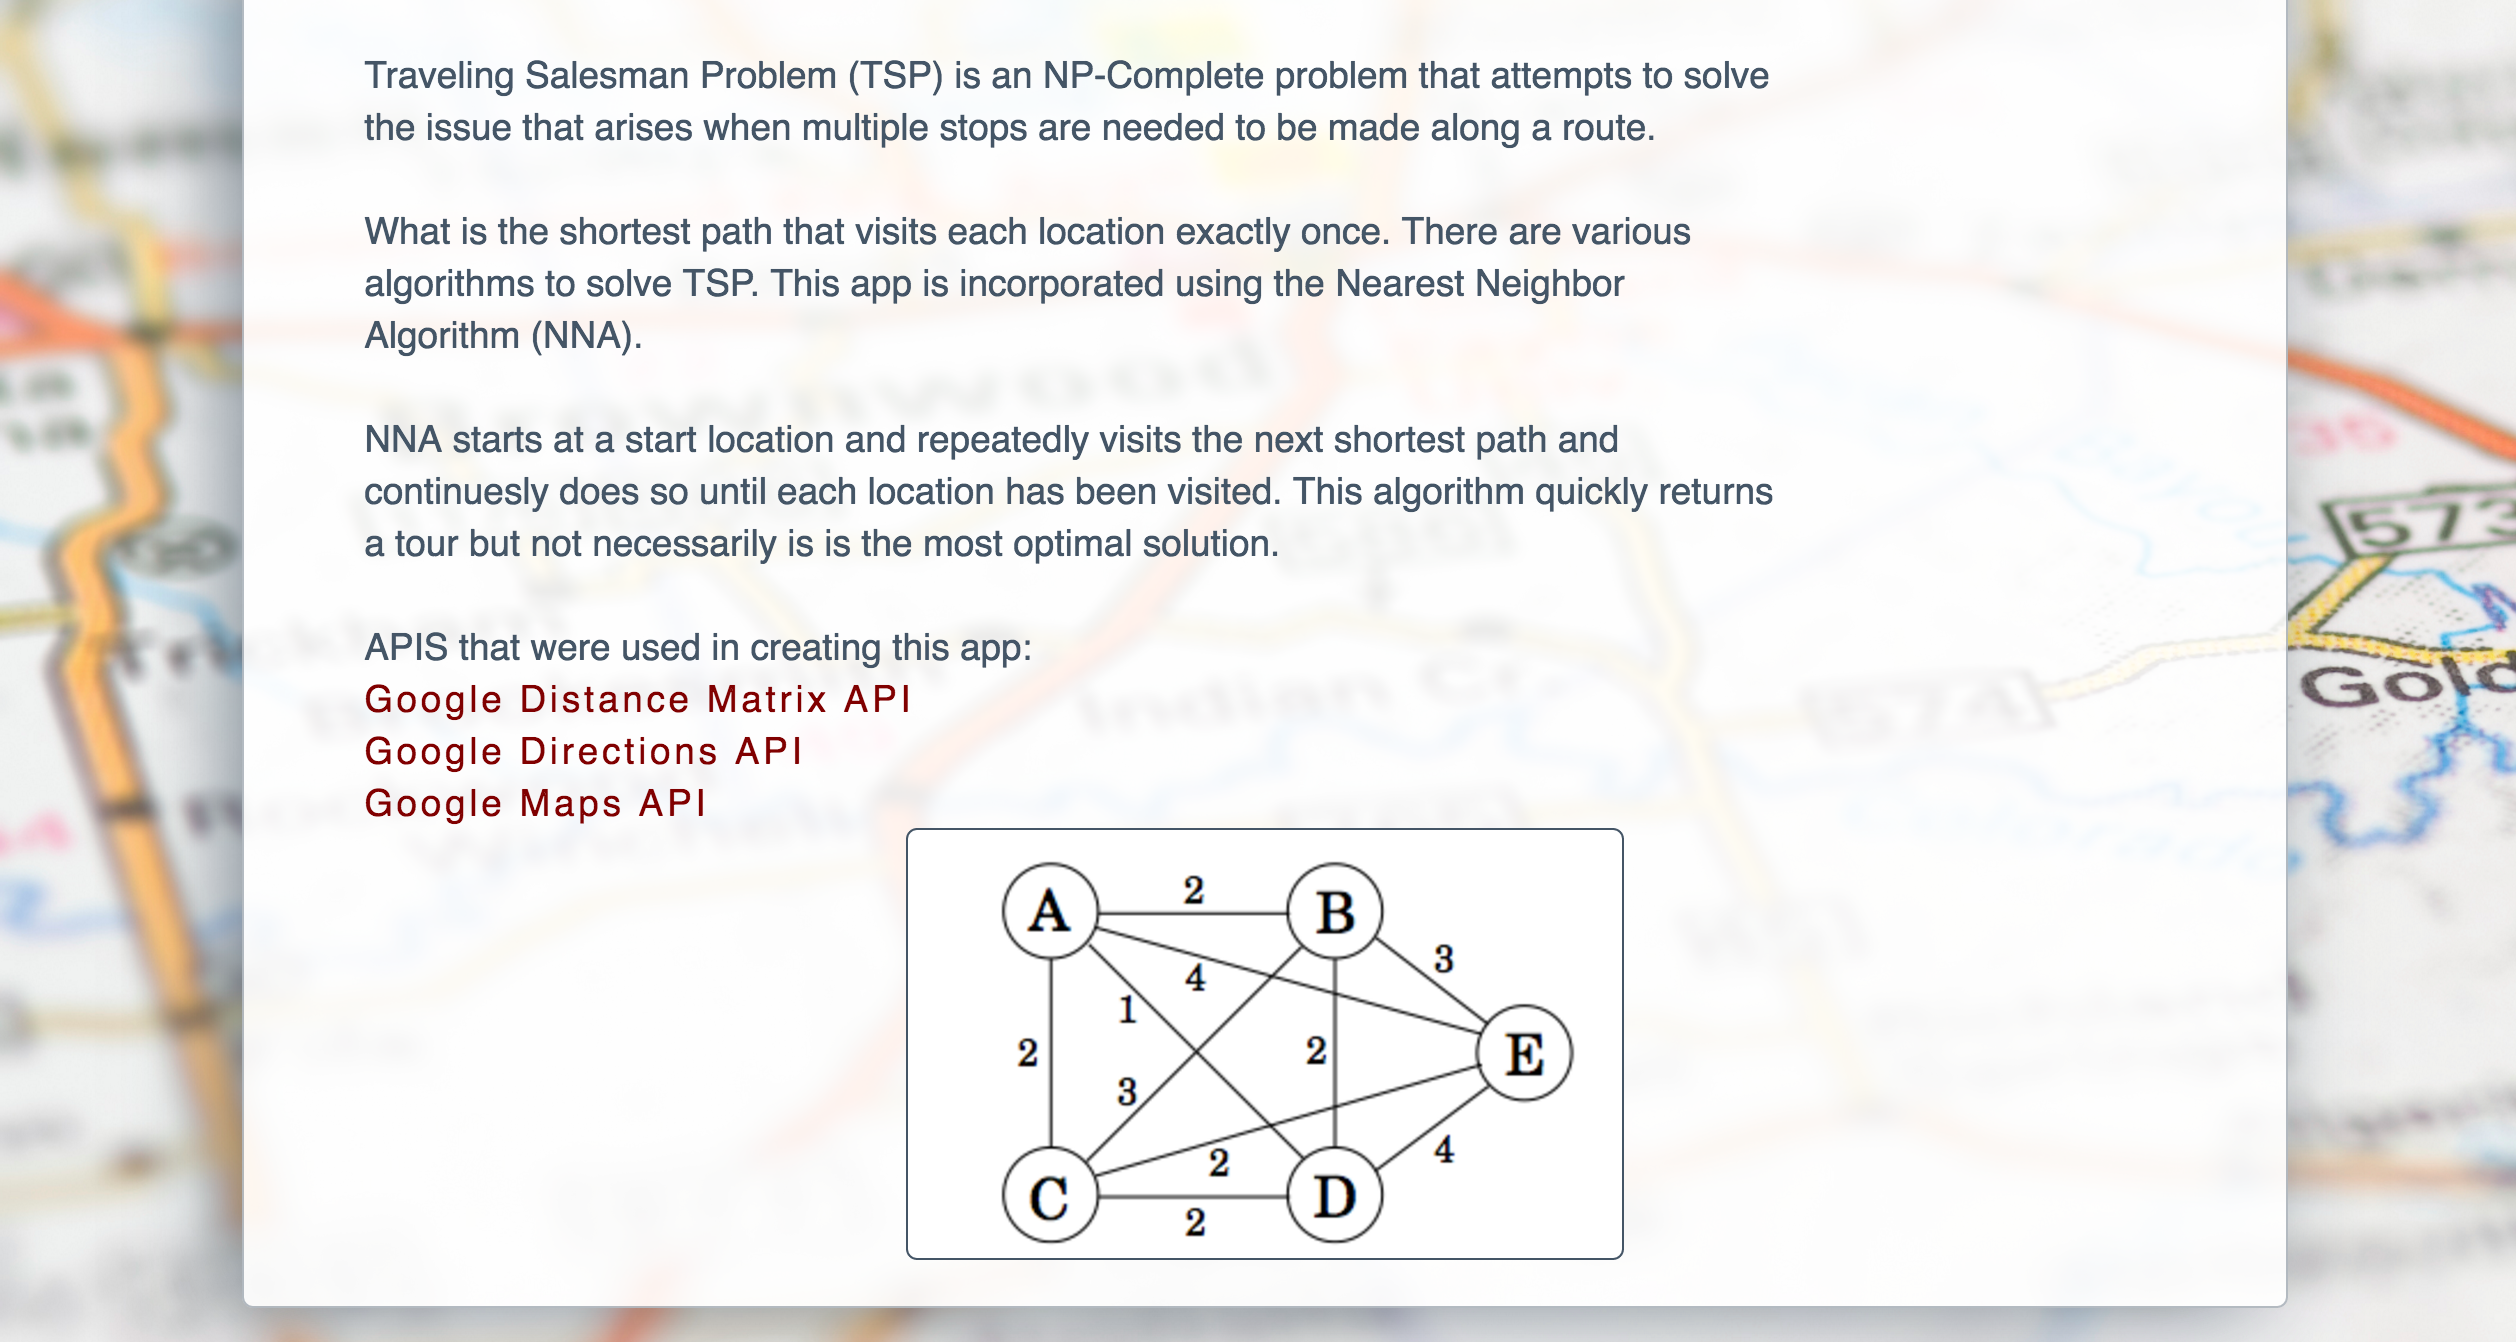 Traveling Salesman Problem (TSP) is an NP-Complete problem that attempts to solve
the issue that arises when multiple stops are needed to be made along a route.
What is the shortest path that visits each location exactly once. There are various
algorithms to solve TSP. This app is incorporated using the Nearest Neighbor
Algorithm (NNA).
NNA starts at a start location and repeatedly visits the next shortest path and
continuesly does so until each location has been visited. This algorithm quickly returns
a tour but not necessarily is is the most optimal solution.
APIS that were used in creating this app:
Google Distance Matrix API
Google Directions API
Google Maps API
A 2 B
3
4
1
2 2 E
3
2 4
C D
2
35
573
574
Indian Cr